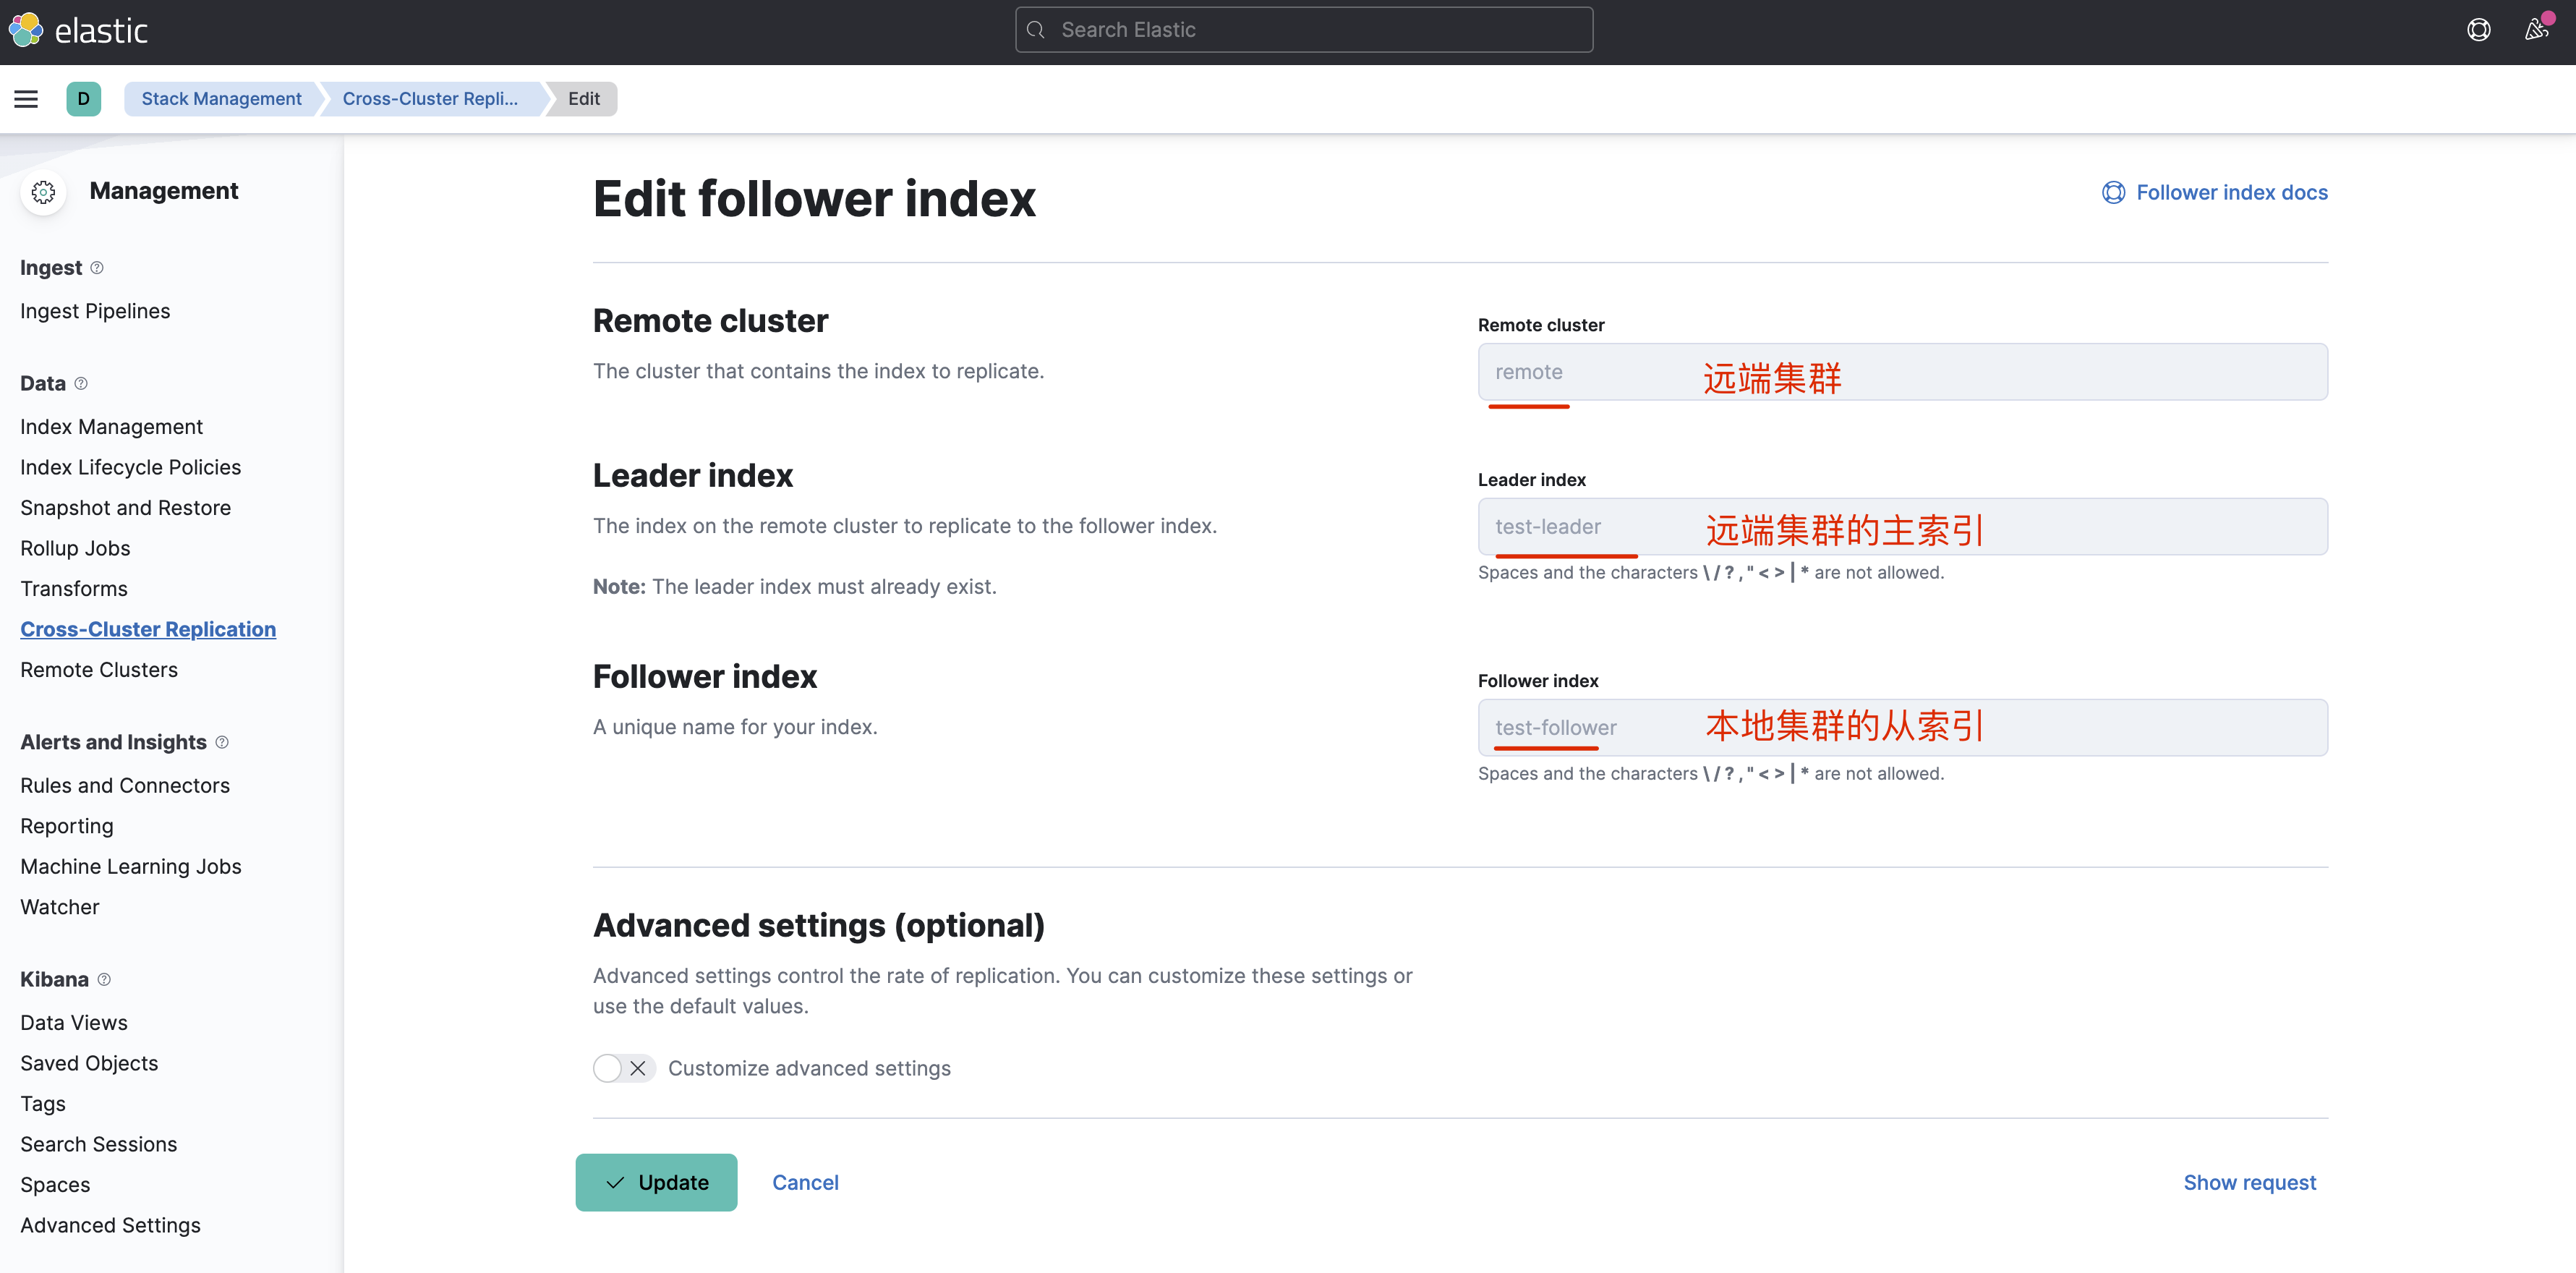 elastic
Search Elastic
D
Stack Management
Cross-Cluster Repli...
Edit
Management
Ingest
Ingest Pipelines
Data
Index Management
Index Lifecycle Policies
Snapshot and Restore
Rollup Jobs
Transforms
Cross-Cluster Replication
Remote Clusters
Alerts and Insights
Rules and Connectors
Reporting
Machine Learning Jobs
Watcher
Kibana
Data Views
Saved Objects
Tags
Search Sessions
Spaces
Advanced Settings
Edit follower index
Follower index docs
Remote cluster
The cluster that contains the index to replicate.
Remote cluster
remote 远端集群
Leader index
The index on the remote cluster to replicate to the follower index.
Note: The leader index must already exist.
Leader index
test-leader 远端集群的主索引
Spaces and the characters \ / ? , " < > | * are not allowed.
Follower index
A unique name for your index.
Follower index
test-follower 本地集群的从索引
Spaces and the characters \ / ? , " < > | * are not allowed.
Advanced settings (optional)
Advanced settings control the rate of replication. You can customize these settings or
use the default values.
Customize advanced settings
Update
Cancel
Show request